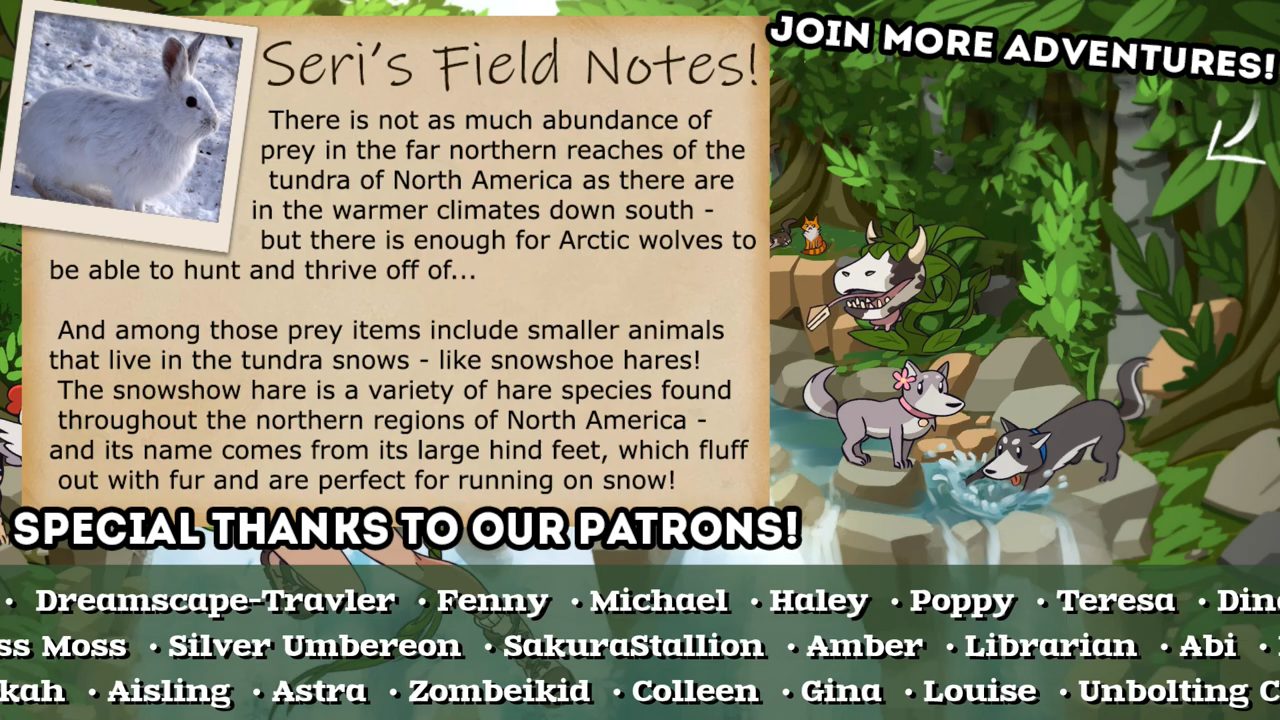 Seri's Field Notes!
JOIN MORE ADVENTURES!
There is not as much abundance of
prey in the far northern reaches of the
tundra of North America as there are
in the warmer climates down south -
but there is enough for Arctic wolves to
be able to hunt and thrive off of...
And among those prey items include smaller animals
that live in the tundra snows - like snowshoe hares!
The snowshow hare is a variety of hare species found
throughout the northern regions of North America -
and its name comes from its large hind feet, which fluff
out with fur and are perfect for running on snow!
SPECIAL THANKS TO OUR PATRONS!
· Dreamscape-Travler · Fenny · Michael · Haley · Poppy · Teresa · Din
ss Moss · Silver Umbereon · SakuraStallion · Amber · Librarian · Abi ·
kah · Aisling · Astra · Zombeikid · Colleen · Gina · Louise · Unbolting C